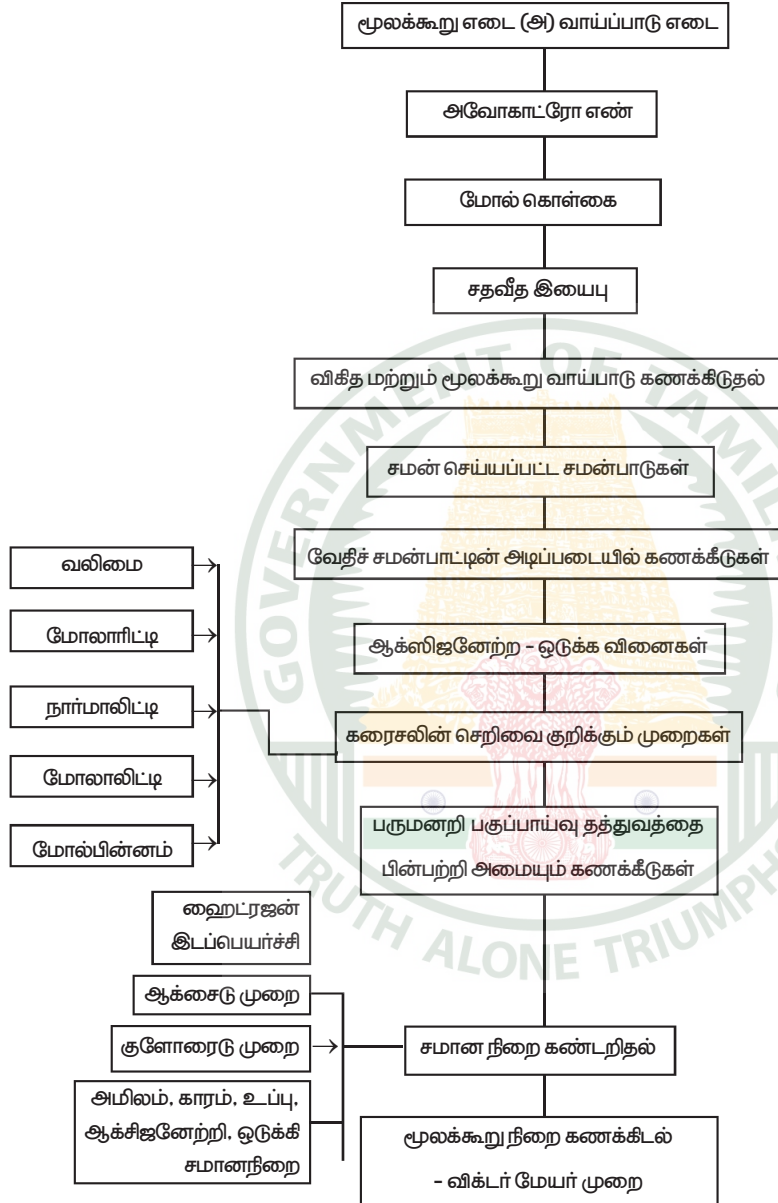 மூலக்கூறு எடை (அ) வாய்ப்பாடு எடை
அவோகாட்ரோ எண்
மோல் கொள்கை
சதவீத இயைபு
விகித மற்றும் மூலக்கூறு வாய்பாடு கணக்கிடுதல்
சமன் செய்யப்பட்ட சமன்பாடுகள்
வேதிச் சமன்பாட்டின் அடிப்படையில் கணக்கீடுகள்
ஆக்ஸிஜனேற்ற – ஒடுக்க வினைகள்
கரைசலின் செறிவை குறிக்கும் முறைகள்
வலிமை
மோலாரிட்டி
நார்மாலிட்டி
மோலாலிட்டி
மோல்பின்னம்
பருமனறி பகுப்பாய்வு தத்துவத்தை
பின்பற்றி அமையும் கணக்கீடுகள்
ஹைட்ரஜன்
இடப்பெயர்ச்சி
ஆக்சைடு முறை
குளோரைடு முறை
அமிலம், காரம், உப்பு,
ஆக்சிஜனேற்றி, ஒடுக்கி
சமானநிறை
சமான நிறை கண்டறிதல்
மூலக்கூறு நிறை கணக்கிடல்
– விக்டர் மேயர் முறை
GOVERNMENT OF TAMIL
TRUTH ALONE TRIUMPHS